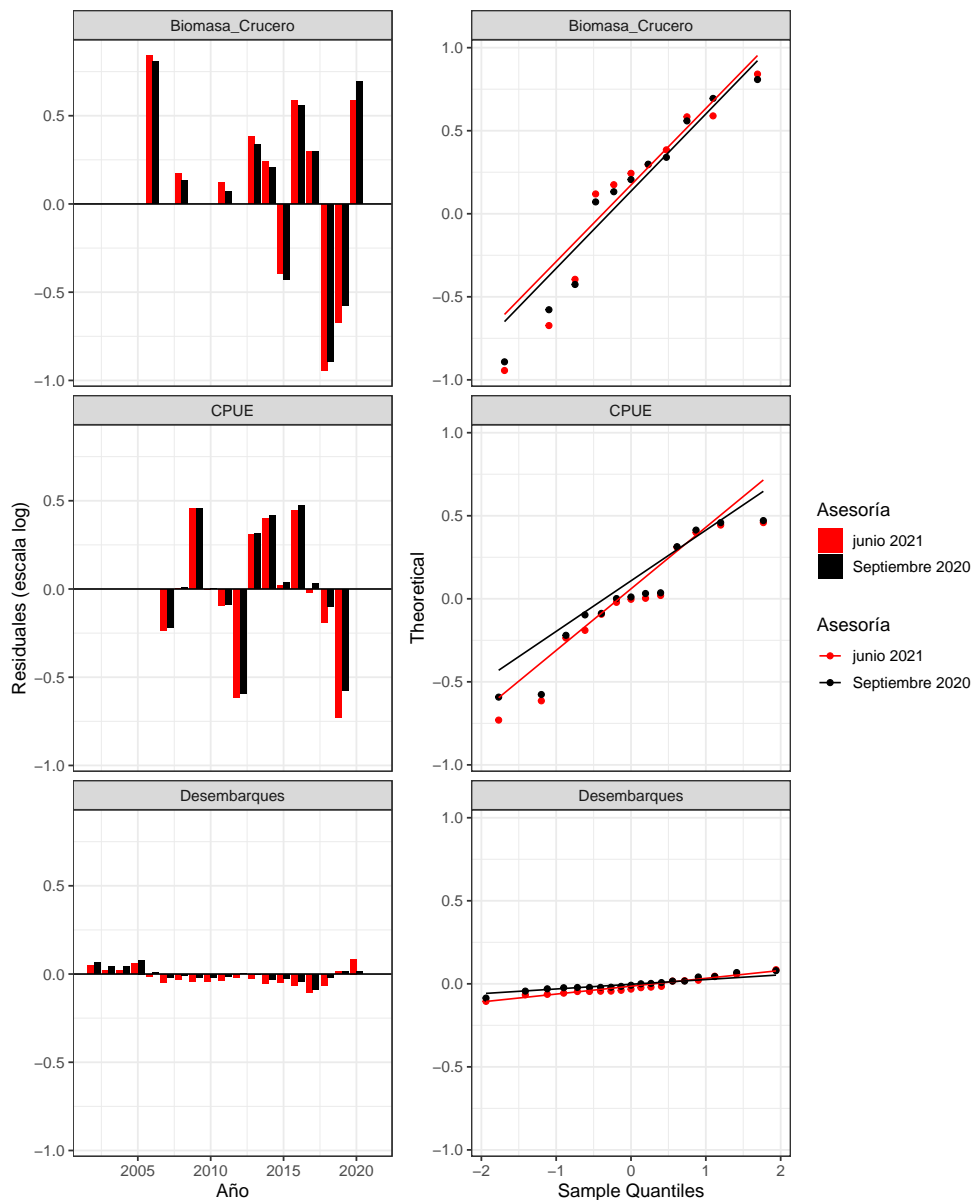 Biomasa_Crucero
Biomasa_Crucero
0.5
0.0
−0.5
−1.0
1.0
0.5
0.0
−0.5
−1.0
CPUE
CPUE
0.5
0.0
−0.5
−1.0
1.0
0.5
0.0
−0.5
−1.0
Desembarques
Desembarques
0.5
0.0
−0.5
−1.0
1.0
0.5
0.0
−0.5
−1.0
2005 2010 2015 2020
−2 −1 0 1 2
Año
Sample Quantiles
Residuales (escala log)
Theoretical
Asesoría
junio 2021
Septiembre 2020
Asesoría
junio 2021
Septiembre 2020